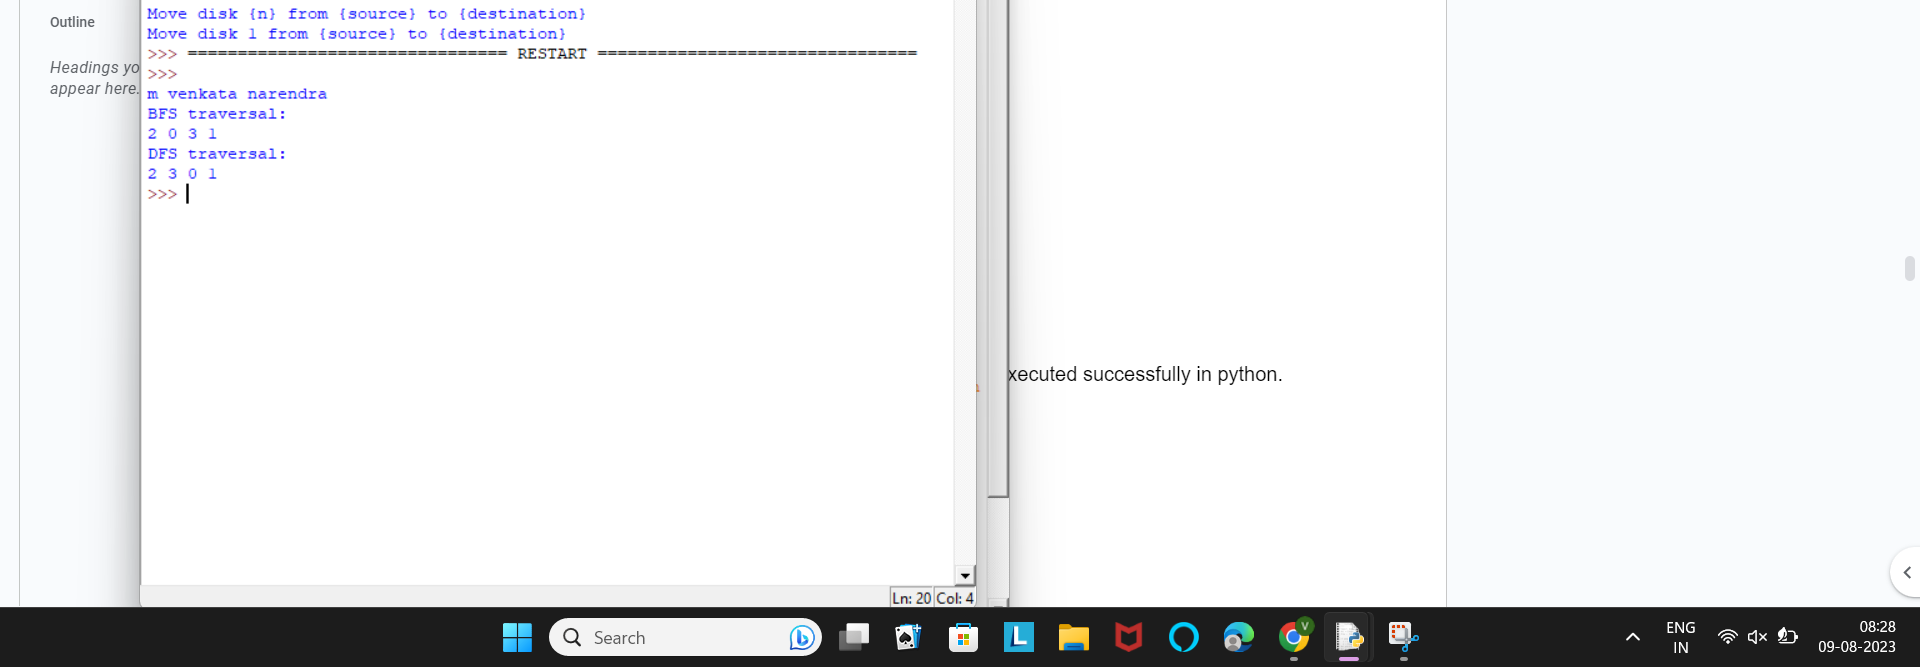 Outline
Headings yo
appear here.
Move disk {n} from {source} to {destination}
Move disk 1 from {source} to {destination}
>>> ================================ RESTART ================================
>>>
m venkata narendra
BFS traversal:
2 0 3 1
DFS traversal:
2 3 0 1
>>>
xecuted successfully in python.
Ln: 20 Col: 4
Search
L
V
ENG
IN
08:28
09-08-2023